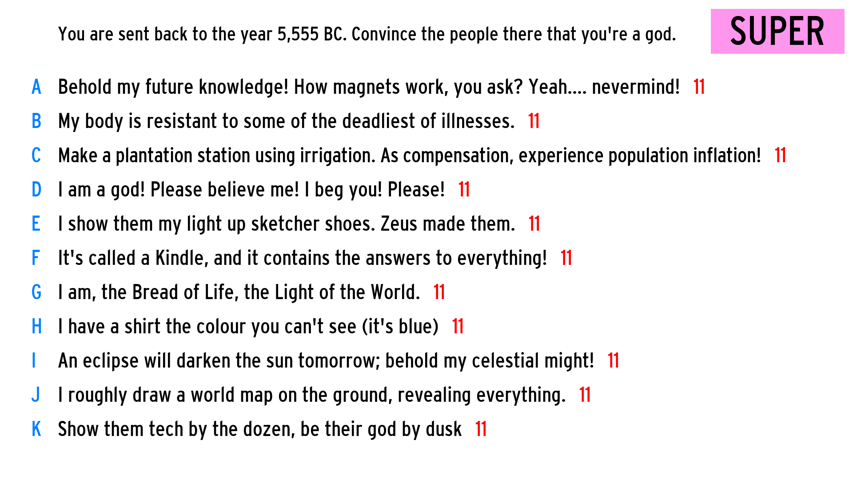 You are sent back to the year 5,555 BC. Convince the people there that you're a god.
SUPER
A Behold my future knowledge! How magnets work, you ask? Yeah.... nevermind! 11
B My body is resistant to some of the deadliest of illnesses. 11
C Make a plantation station using irrigation. As compensation, experience population inflation! 11
D I am a god! Please believe me! I beg you! Please! 11
E I show them my light up sketcher shoes. Zeus made them. 11
F It's called a Kindle, and it contains the answers to everything! 11
G I am, the Bread of Life, the Light of the World. 11
H I have a shirt the colour you can't see (it's blue) 11
I An eclipse will darken the sun tomorrow; behold my celestial might! 11
J I roughly draw a world map on the ground, revealing everything. 11
K Show them tech by the dozen, be their god by dusk 11